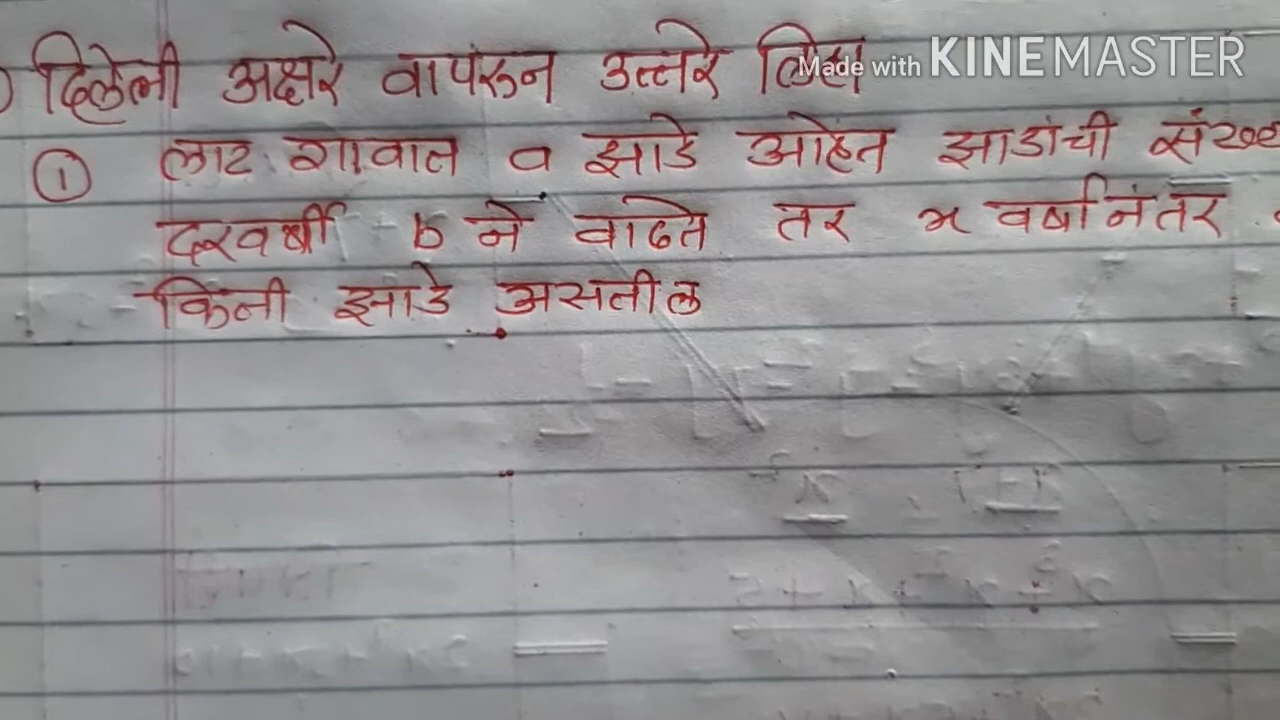 Made with KINEMASTER
दिलेली अक्षरे वापरून उत्तरे लिहा
① लाट गावात a झाडे आहेत झाडांची संख्या
दरवर्षी b ने वाढते तर x वर्षानंतर
किती झाडे असतील